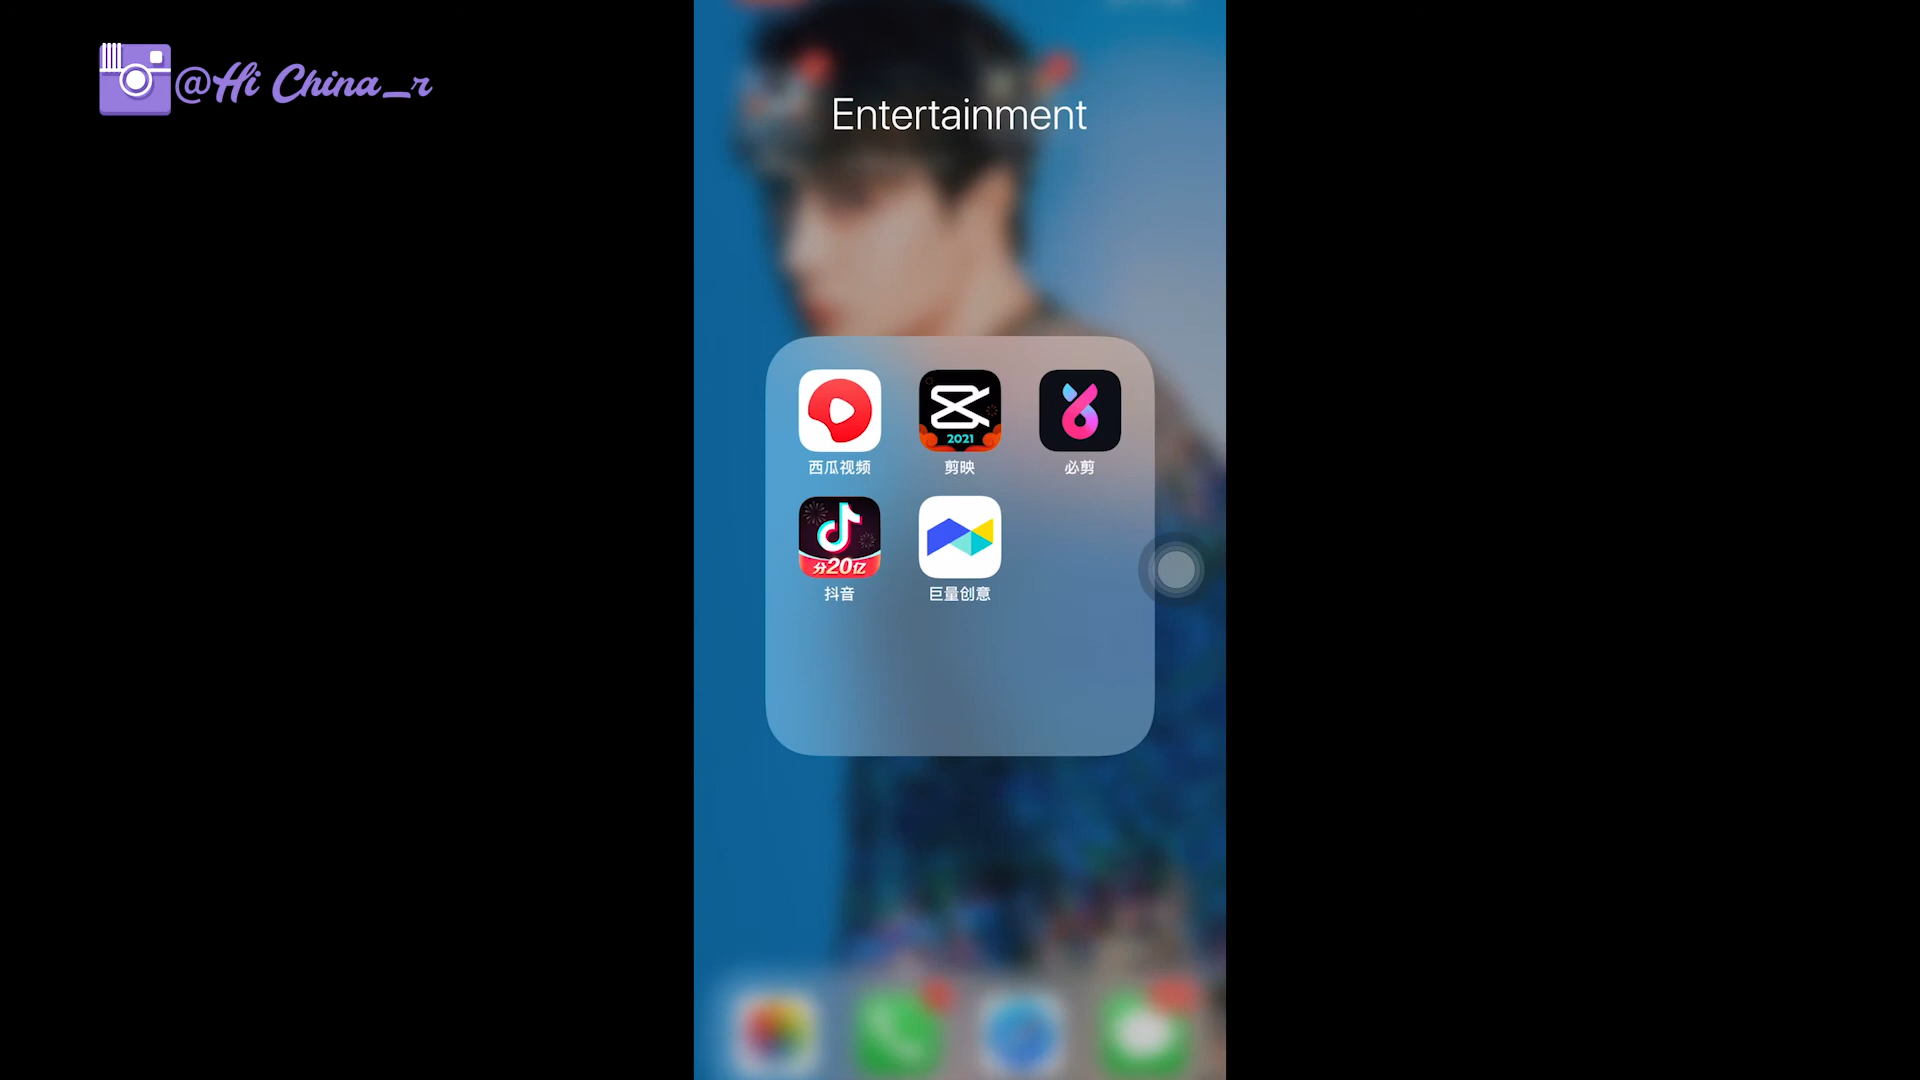 @Hi China_r
Entertainment
2021
西瓜视频
剪映
必剪
分20亿
抖音
巨量创意